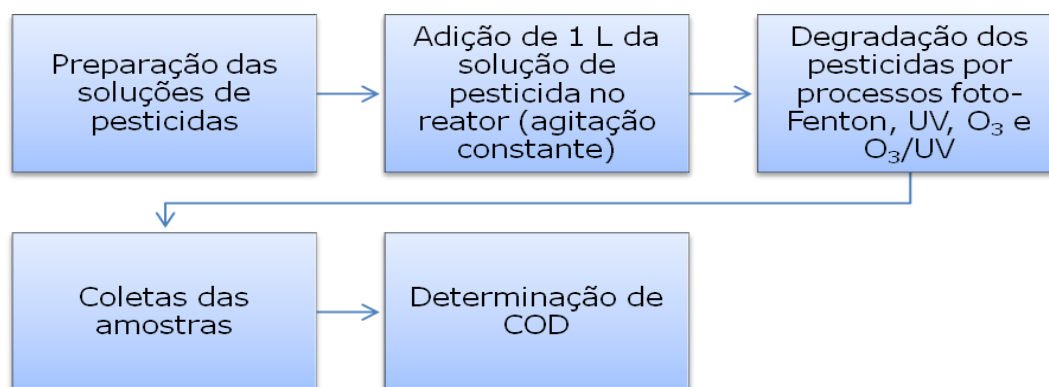 Preparação das
soluções de
pesticidas
Adição de 1 L da
solução de
pesticida no
reator (agitação
constante)
Degradação dos
pesticidas por
processos foto-
Fenton, UV, O₃ e
O₃/UV
Coletas das
amostras
Determinação de
COD